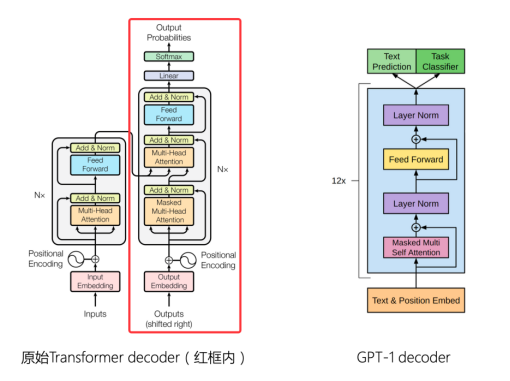 Output
Probabilities
Softmax
Linear
Add & Norm
Feed
Forward
Add & Norm
Multi-Head
Attention
Add & Norm
Masked
Multi-Head
Attention
N×
Positional
Encoding
Output
Embedding
Outputs
(shifted right)
Add & Norm
Feed
Forward
Add & Norm
Multi-Head
Attention
N×
Positional
Encoding
Input
Embedding
Inputs
原始Transformer decoder（红框内）
Text
Prediction
Task
Classifier
Layer Norm
Feed Forward
12x
Layer Norm
Masked Multi
Self Attention
Text & Position Embed
GPT-1 decoder